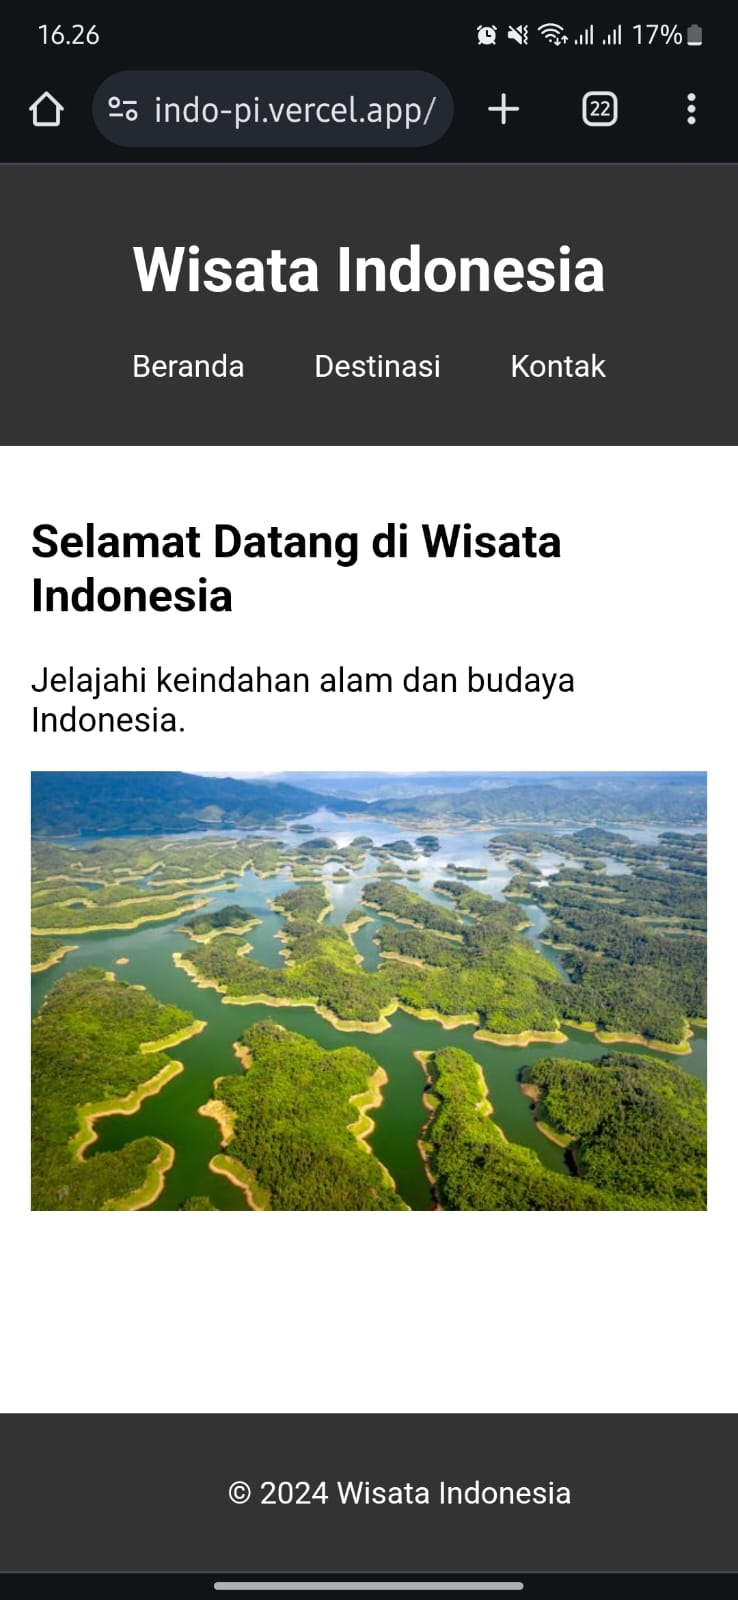 16.26
17%
indo-pi.vercel.app/
22
Wisata Indonesia
Beranda Destinasi Kontak
Selamat Datang di Wisata
Indonesia
Jelajahi keindahan alam dan budaya
Indonesia.
© 2024 Wisata Indonesia